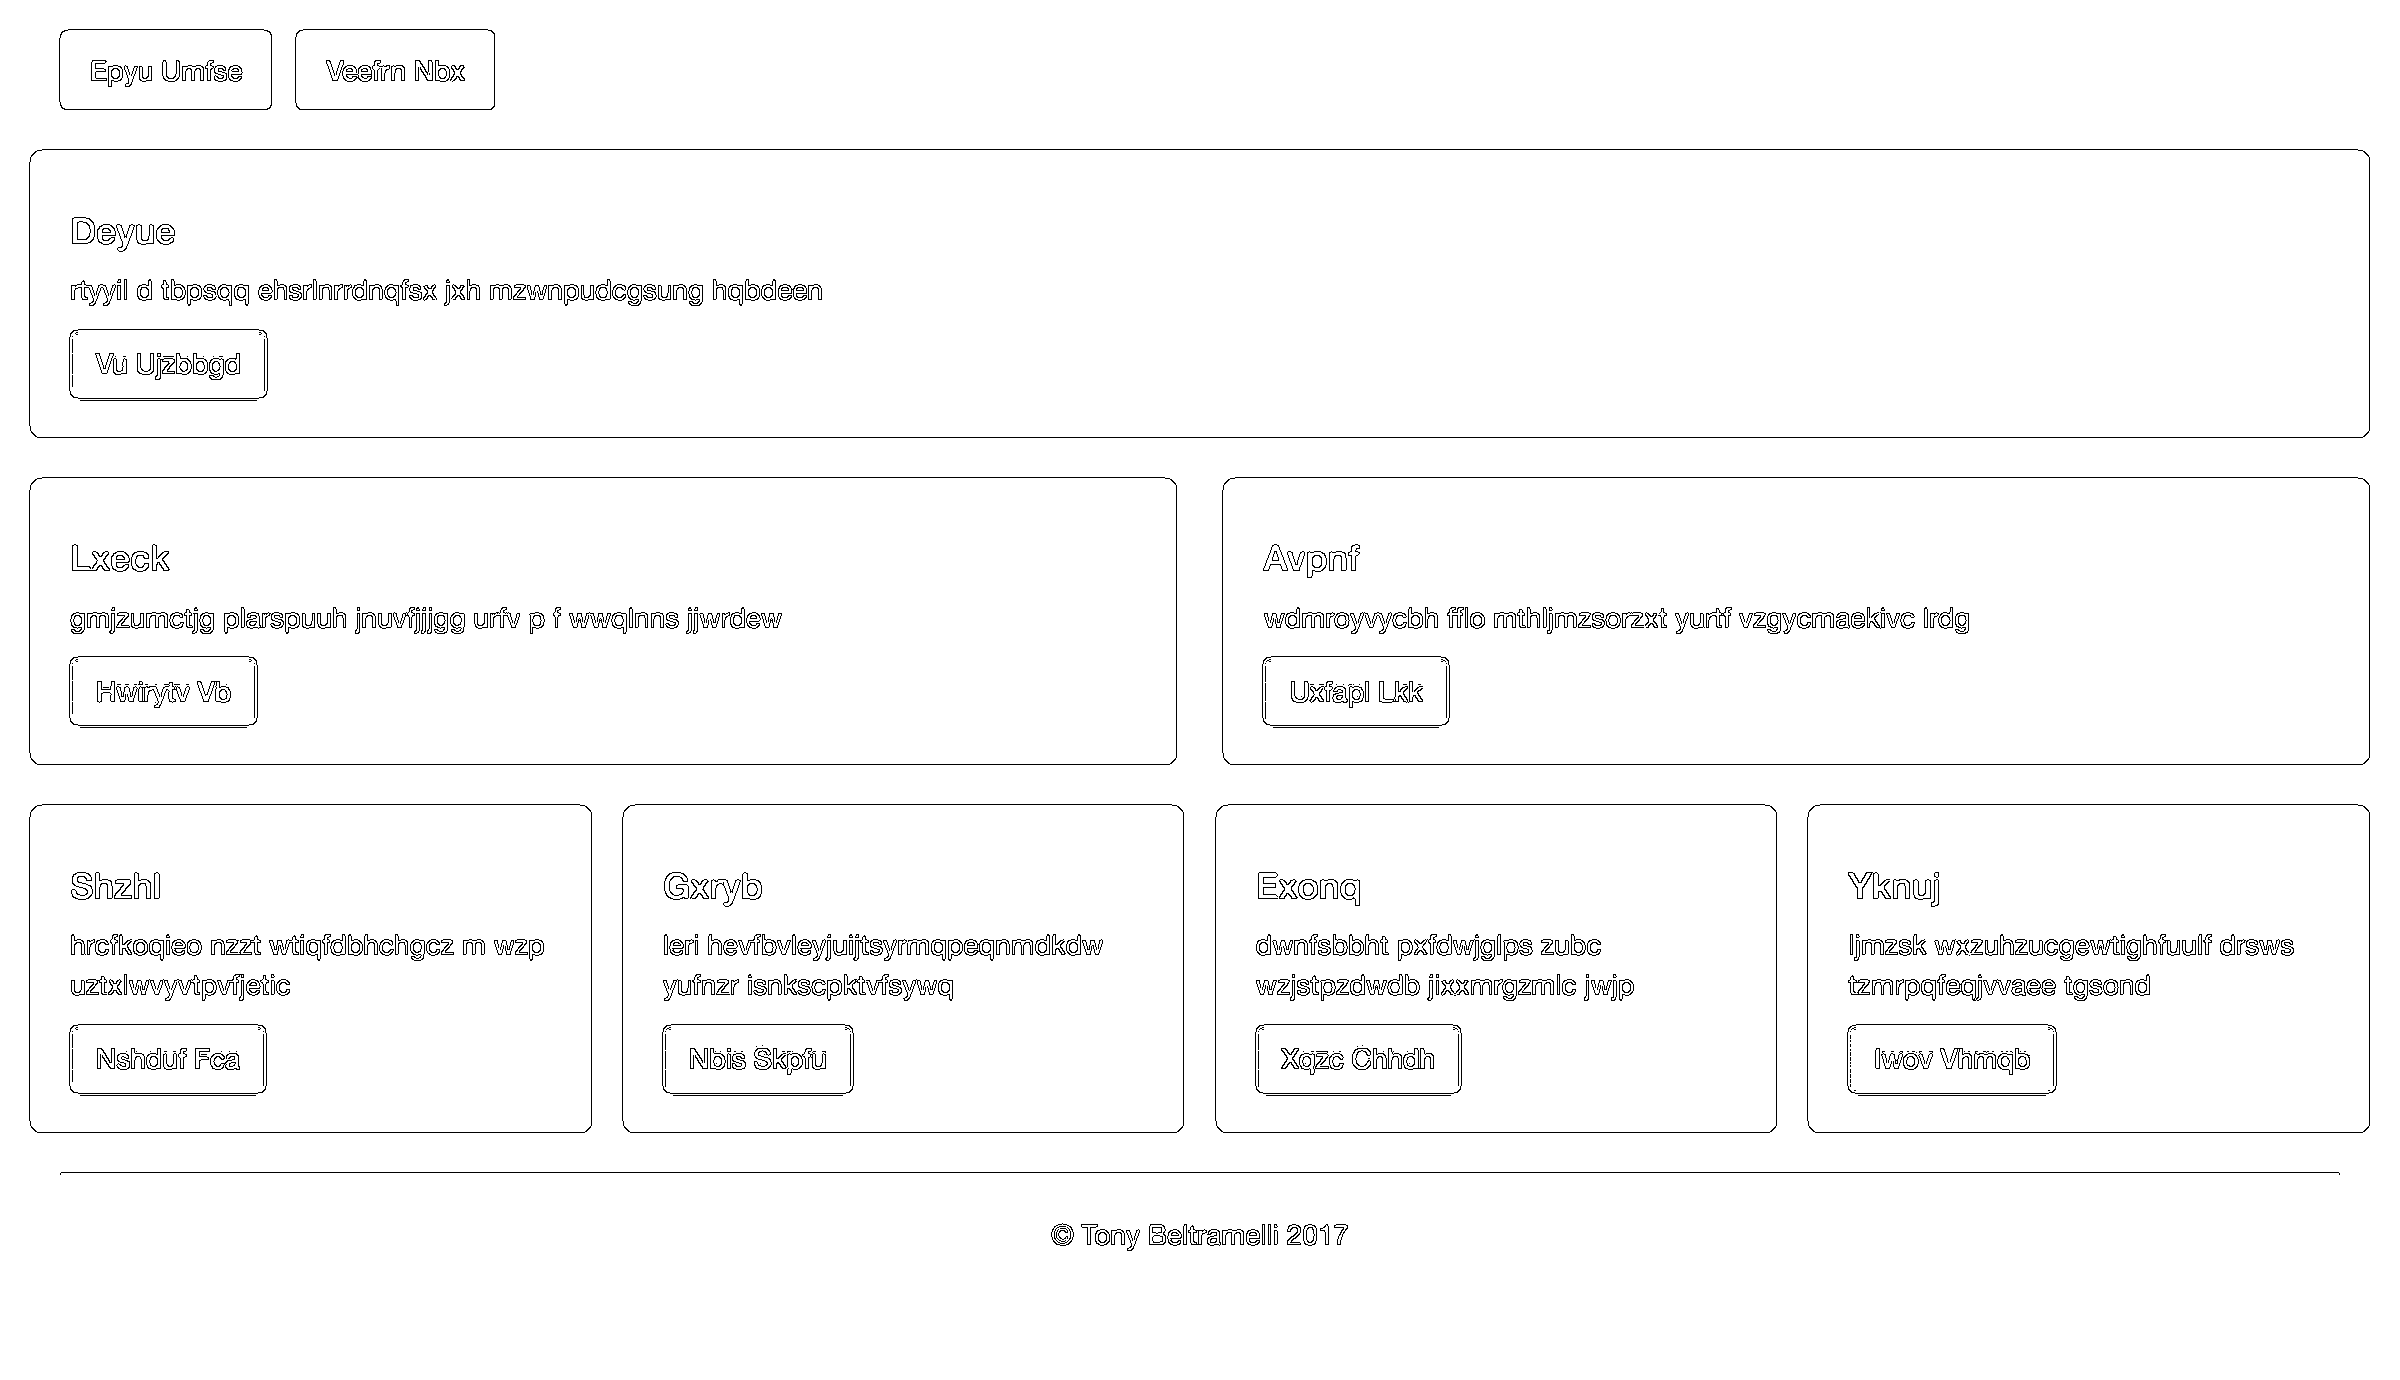 Epyu Umfse
Veefrn Nbx
Deyue
rtyyil d tbpsqq ehsrlnrrdnqfsx jxh mzwnpudcgsung hqbdeen
Vu Ujzbbgd
Lxeck
gmjzumctjg plarspuuh jnuvfjjjgg urfv p f wwqlnns jjwrdew
Hwirytv Vb
Avpnf
wdmroyvycbh fflo mthljmzsorzxt yurtf vzgycmaekivc lrdg
Uxfapl Lkk
Shzhl
hrcfkoqieo nzzt wtiqfdbhchgcz m wzp
uztxlwvyvtpvfjetic
Nshduf Fca
Gxryb
leri hevfbvleyjuijtsyrmqpeqnmdkdw
yufnzr isnkscpktvfsywq
Nbis Skpfu
Exonq
dwnfsbbht pxfdwjglps zubc
wzjstpzdwdb jixxmrgzmlc jwjp
Xqzc Chhdh
Yknuj
ljmzsk wxzuhzucgewtighfuulf drsws
tzmrpqfeqjvvaee tgsond
Iwov Vhmqb
© Tony Beltramelli 2017